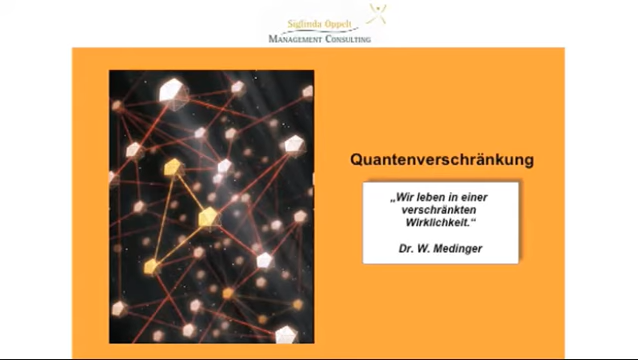 Siglinda Oppelt
MANAGEMENT CONSULTING
Quantenverschränkung
„Wir leben in einer
verschränkten
Wirklichkeit.“
Dr. W. Medinger